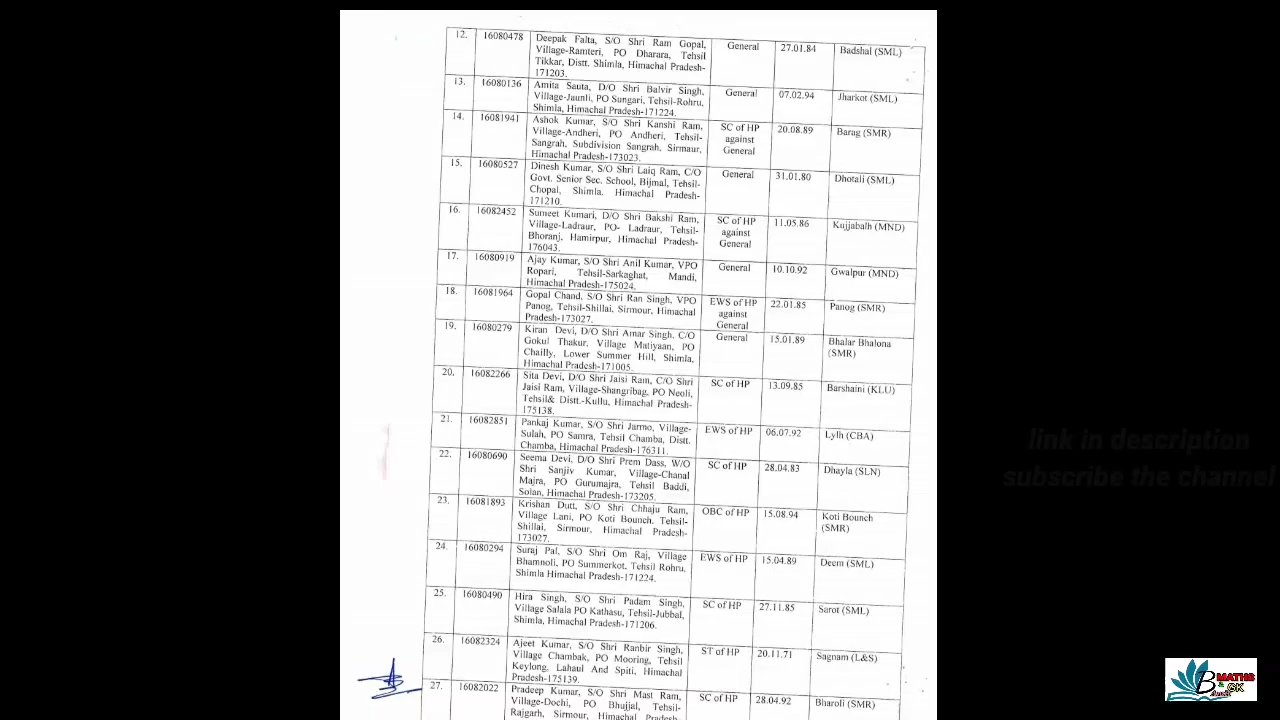 12. 16080478 Deepak Falta, S/O Shri Ram Gopal, General 27.01.84 Badshal (SML)
Village-Ramteri, PO Dharara, Tehsil
Tikkar, Distt. Shimla, Himachal Pradesh-
171203.
13. 16080136 Amita Sauta, D/O Shri Balvir Singh, General 07.02.94 Jharkot (SML)
Village-Jaunli, PO Sungari, Tehsil-Rohru,
Shimla, Himachal Pradesh-171224.
14. 16081941 Ashok Kumar, S/O Shri Kanshi Ram, SC of HP 20.08.89 Barag (SMR)
Village-Andheri, PO Andheri, Tehsil- against
Sangrah, Subdivision Sangrah, Sirmaur, General
Himachal Pradesh-173023.
15. 16080527 Dinesh Kumar, S/O Shri Laiq Ram, C/O General 31.01.80 Dhotali (SML)
Govt. Senior Sec. School, Bijmal, Tehsil-
Chopal, Shimla, Himachal Pradesh-
171210.
16. 16082452 Sumeet Kumari, D/O Shri Bakshi Ram, SC of HP 11.05.86 Kujjabalh (MND)
Village-Ladraur, PO- Ladraur, Tehsil- against
Bhoranj, Hamirpur, Himachal Pradesh- General
176043.
17. 16080919 Ajay Kumar, S/O Shri Anil Kumar, VPO General 10.10.92 Gwalpur (MND)
Ropari, Tehsil-Sarkaghat, Mandi,
Himachal Pradesh-175024.
18. 16081964 Gopal Chand, S/O Shri Ran Singh, VPO EWS of HP 22.01.85 Panog (SMR)
Panog, Tehsil-Shillai, Sirmour, Himachal against
Pradesh-173027. General
19. 16080279 Kiran Devi, D/O Shri Amar Singh, C/O General 15.01.89 Bhalar Bhalona
Gokul Thakur, Village Matiyaan, PO (SMR)
Chailly, Lower Summer Hill, Shimla,
Himachal Pradesh-171005.
20. 16082266 Sita Devi, D/O Shri Jaisi Ram, C/O Shri SC of HP 13.09.85 Barshaini (KLU)
Jaisi Ram, Village-Shangribag, PO Neoli,
Tehsil& Distt.-Kullu, Himachal Pradesh-
175138.
21. 16082851 Pankaj Kumar, S/O Shri Jarmo, Village- EWS of HP 06.07.92 Lylh (CBA)
Sulah, PO Samra, Tehsil Chamba, Distt.
Chamba, Himachal Pradesh-176311.
22. 16080690 Seema Devi, D/O Shri Prem Dass, W/O SC of HP 28.04.83 Dhayla (SLN)
Shri Sanjiv Kumar, Village-Chanal
Majra, PO Gurumajra, Tehsil Baddi,
Solan, Himachal Pradesh-173205.
23. 16081893 Krishan Dutt, S/O Shri Chhaju Ram, OBC of HP 15.08.94 Koti Bounch
Village Lani, PO Koti Bounch, Tehsil- (SMR)
Shillai, Sirmour, Himachal Pradesh-
173027.
24. 16080294 Suraj Pal, S/O Shri Om Raj, Village EWS of HP 15.04.89 Deem (SML)
Bhamnoli, PO Summerkot, Tehsil Rohru,
Shimla Himachal Pradesh-171224.
25. 16080490 Hira Singh, S/O Shri Padam Singh, SC of HP 27.11.85 Sarot (SML)
Village Salala PO Kathasu, Tehsil-Jubbal,
Shimla, Himachal Pradesh-171206.
26. 16082324 Ajeet Kumar, S/O Shri Ranbir Singh, ST of HP 20.11.71 Sagnam (L&S)
Village Chambak, PO Mooring, Tehsil
Keylong, Lahaul And Spiti, Himachal
Pradesh-175139.
27. 16082022 Pradeep Kumar, S/O Shri Mast Ram, SC of HP 28.04.92 Bharoli (SMR)
Village-Dochi, PO Bhujjal, Tehsil-
Rajgarh, Sirmour, Himachal Pradesh-
subscribe the channel
B MATHS
& GK